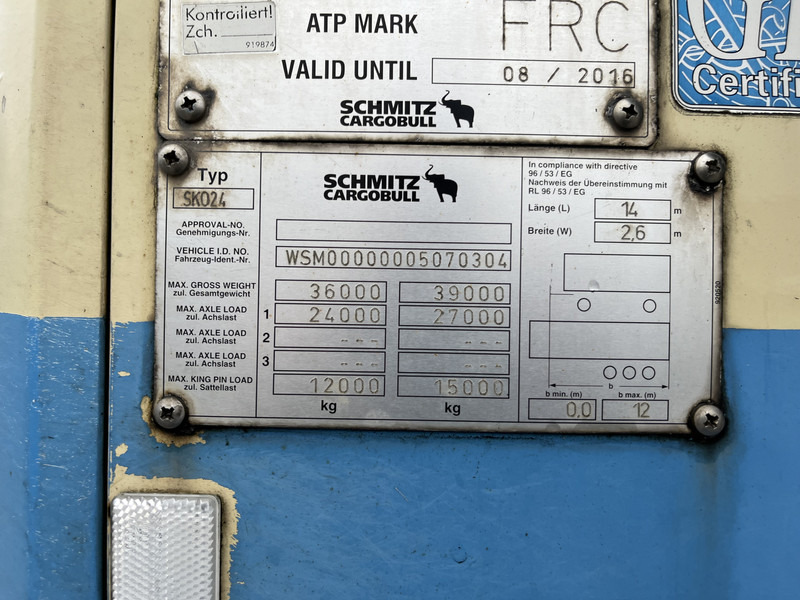 Kontrolliert!
Zch.
919874
ATP MARK FRC
VALID UNTIL 08 / 2016
SCHMITZ
CARGOBULL
Certifi
Typ
SKO24
SCHMITZ
CARGOBULL
APPROVAL-NO.
Genehmigungs-Nr.
VEHICLE I.D. NO.
Fahrzeug-Ident.-Nr.
WSM00000005070304
MAX. GROSS WEIGHT
zul. Gesamtgewicht
36000 39000
MAX. AXLE LOAD
zul. Achslast
1 24000 27000
MAX. AXLE LOAD
zul. Achslast
2 --- ---
MAX. AXLE LOAD
zul. Achslast
3 --- ---
MAX. KING PIN LOAD
zul. Sattellast
12000 15000
kg kg
In compliance with directive
96 / 53 / EG
Nachweis der Übereinstimmung mit
RL 96 / 53 / EG
Länge (L) 14 m
Breite (W) 2,6 m
b
b min. (m) b max. (m)
0,0 12
920520